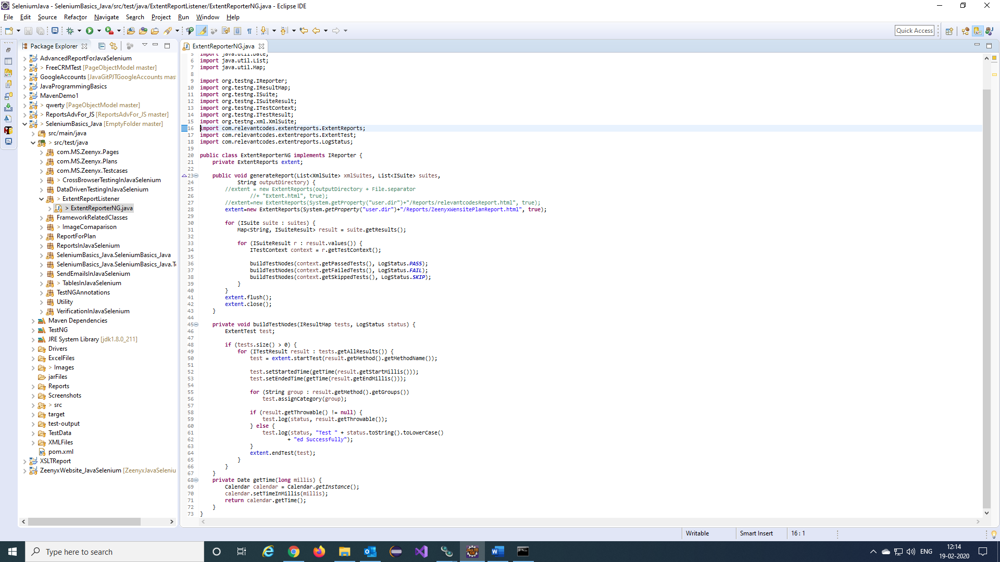 SeleniumJava - SeleniumBasics_Java/src/test/java/ExtentReportListener/ExtentReporterNG.java - Eclipse IDE
File Edit Source Refactor Navigate Search Project Run Window Help
Quick Access
Package Explorer
AdvancedReportForJavaSelenium
> FreeCRMTest [PageObjectModel master]
GoogleAccounts [JavaGitPJTGoogleAccounts mas
JavaProgrammingBasics
MavenDemo1
> qwerty [PageObjectModel master]
> ReportsAdvFor_JS [ReportsAdvFor_JS master]
> SeleniumBasics_Java [EmptyFolder master]
src/main/java
> src/test/java
com.MS.Zeenyx.Pages
com.MS.Zeenyx.Plans
com.MS.Zeenyx.Testcases
> CrossBrowserTestingInJavaSelenium
DataDrivenTestingInJavaSelenium
> ExtentReportListener
> ExtentReporterNG.java
FrameworkRelatedClasses
> ImageComaparison
ReportForPlan
ReportsInJavaSelenium
SeleniumBasics_Java.SeleniumBasics_Java
SeleniumBasics_Java.SeleniumBasics_Java.T
SendEmailsInJavaSelenium
> TablesInJavaSelenium
TestNGAnnotations
Utility
VerificationInJavaSelenium
Maven Dependencies
TestNG
JRE System Library [jdk1.8.0_211]
Drivers
ExcelFiles
> Images
jarFiles
Reports
Screenshots
> src
target
test-output
TestData
XMLFiles
pom.xml
XSLTReport
ZeenyxWebsite_JavaSelenium [ZeenyxJavaSeleniu
ExtentReporterNG.java
5 import java.util.Date;
6 import java.util.List;
7 import java.util.Map;
8
9 import org.testng.IReporter;
10 import org.testng.IResultMap;
11 import org.testng.ISuite;
12 import org.testng.ISuiteResult;
13 import org.testng.ITestContext;
14 import org.testng.ITestResult;
15 import org.testng.xml.XmlSuite;
16 import com.relevantcodes.extentreports.ExtentReports;
17 import com.relevantcodes.extentreports.ExtentTest;
18 import com.relevantcodes.extentreports.LogStatus;
19
20 public class ExtentReporterNG implements IReporter {
21 private ExtentReports extent;
22
23 public void generateReport(List<XmlSuite> xmlSuites, List<ISuite> suites,
24 String outputDirectory) {
25 //extent = new ExtentReports(outputDirectory + File.separator
26 //+ "Extent.html", true);
27 //extent=new ExtentReports(System.getProperty("user.dir")+"/Reports/relevantcodesReport.html", true);
28 extent=new ExtentReports(System.getProperty("user.dir")+"/Reports/ZeenyxWensitePlanReport.html", true);
29
30 for (ISuite suite : suites) {
31 Map<String, ISuiteResult> result = suite.getResults();
32
33 for (ISuiteResult r : result.values()) {
34 ITestContext context = r.getTestContext();
35
36 buildTestNodes(context.getPassedTests(), LogStatus.PASS);
37 buildTestNodes(context.getFailedTests(), LogStatus.FAIL);
38 buildTestNodes(context.getSkippedTests(), LogStatus.SKIP);
39 }
40 }
41 extent.flush();
42 extent.close();
43 }
44
45 private void buildTestNodes(IResultMap tests, LogStatus status) {
46 ExtentTest test;
47
48 if (tests.size() > 0) {
49 for (ITestResult result : tests.getAllResults()) {
50 test = extent.startTest(result.getMethod().getMethodName());
51
52 test.setStartedTime(getTime(result.getStartMillis()));
53 test.setEndedTime(getTime(result.getEndMillis()));
54
55 for (String group : result.getMethod().getGroups())
56 test.assignCategory(group);
57
58 if (result.getThrowable() != null) {
59 test.log(status, result.getThrowable());
60 } else {
61 test.log(status, "Test " + status.toString().toLowerCase()
62 + "ed Successfully");
63 }
64 extent.endTest(test);
65 }
66 }
67 }
68 private Date getTime(long millis) {
69 Calendar calendar = Calendar.getInstance();
70 calendar.setTimeInMillis(millis);
71 return calendar.getTime();
72 }
73 }
Writable Smart Insert 16 : 1
Type here to search
ENG
12:14
19-02-2020